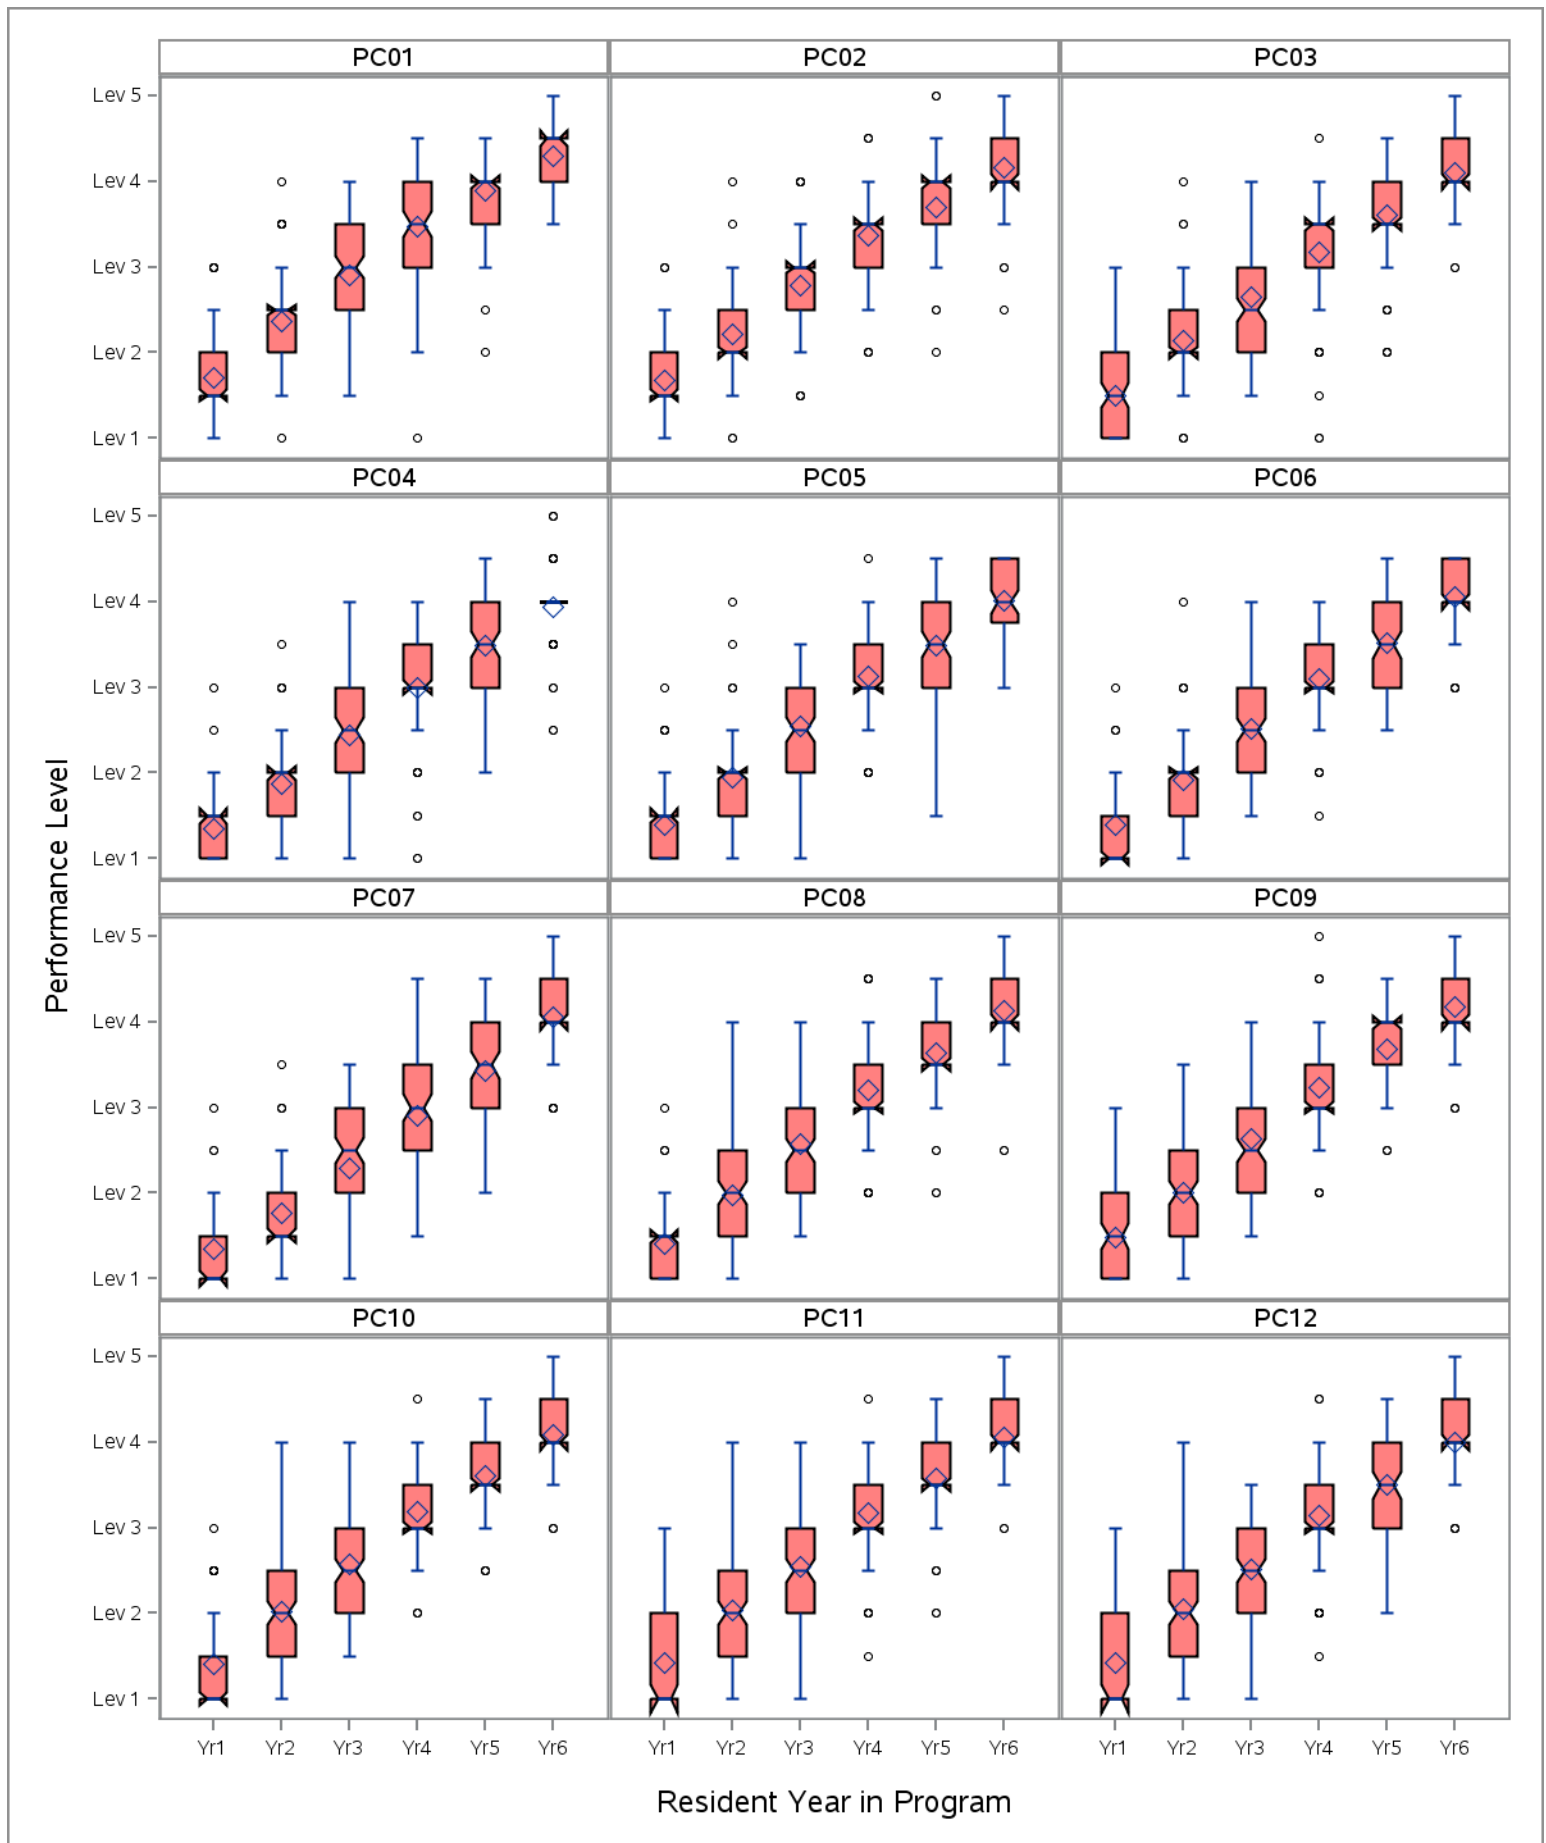 PC01 PC02 PC03
Lev 5
Lev 4
Lev 3
Lev 2
Lev 1
PC04 PC05 PC06
Lev 5
Lev 4
Lev 3
Lev 2
Lev 1
Performance Level
PC07 PC08 PC09
Lev 5
Lev 4
Lev 3
Lev 2
Lev 1
PC10 PC11 PC12
Lev 5
Lev 4
Lev 3
Lev 2
Lev 1
Yr1 Yr2 Yr3 Yr4 Yr5 Yr6 Yr1 Yr2 Yr3 Yr4 Yr5 Yr6 Yr1 Yr2 Yr3 Yr4 Yr5 Yr6
Resident Year in Program